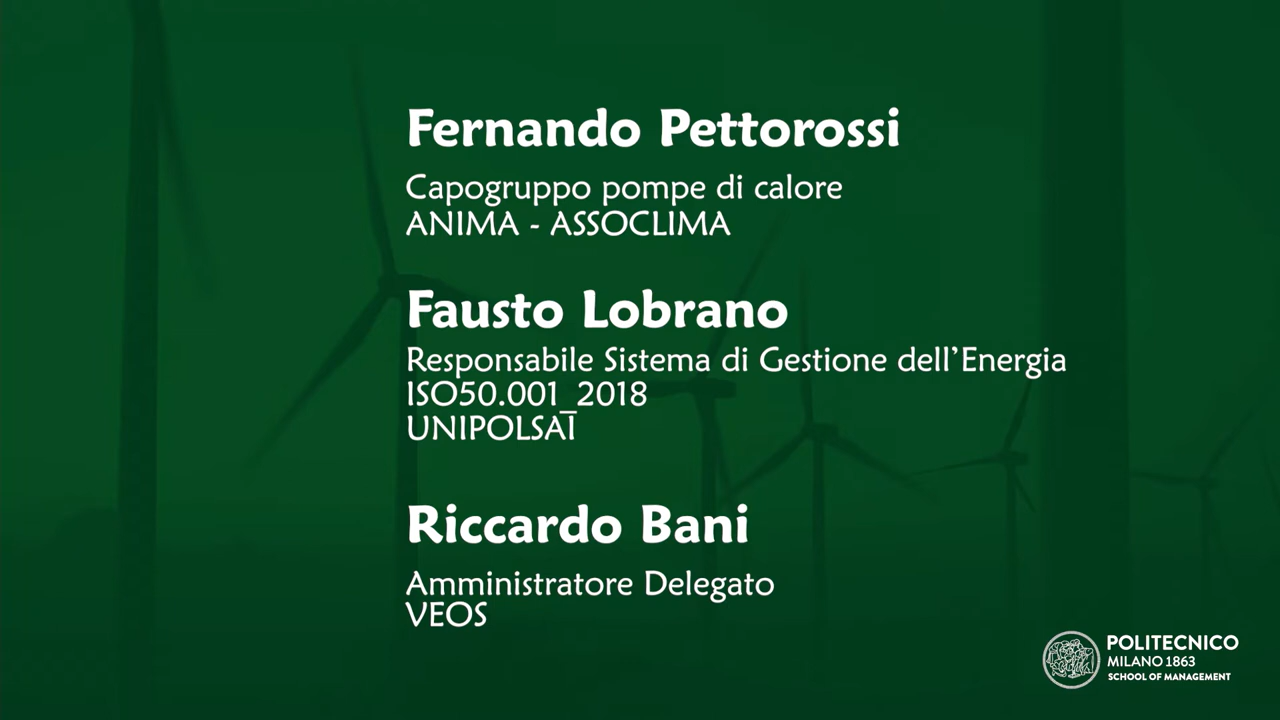 Fernando Pettorossi
Capogruppo pompe di calore
ANIMA - ASSOCLIMA
Fausto Lobrano
Responsabile Sistema di Gestione dell’Energia
ISO50.001_2018
UNIPOLSAI
Riccardo Bani
Amministratore Delegato
VEOS
POLITECNICO
MILANO 1863
SCHOOL OF MANAGEMENT